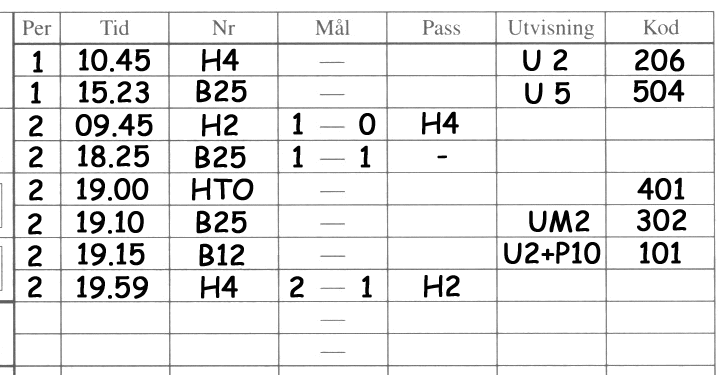 Per Tid Nr Mål Pass Utvisning Kod
1 10.45 H4 — U 2 206
1 15.23 B25 — U 5 504
2 09.45 H2 1 — 0 H4
2 18.25 B25 1 — 1 -
2 19.00 HTO — 401
2 19.10 B25 — UM2 302
2 19.15 B12 — U2+P10 101
2 19.59 H4 2 — 1 H2
—
—